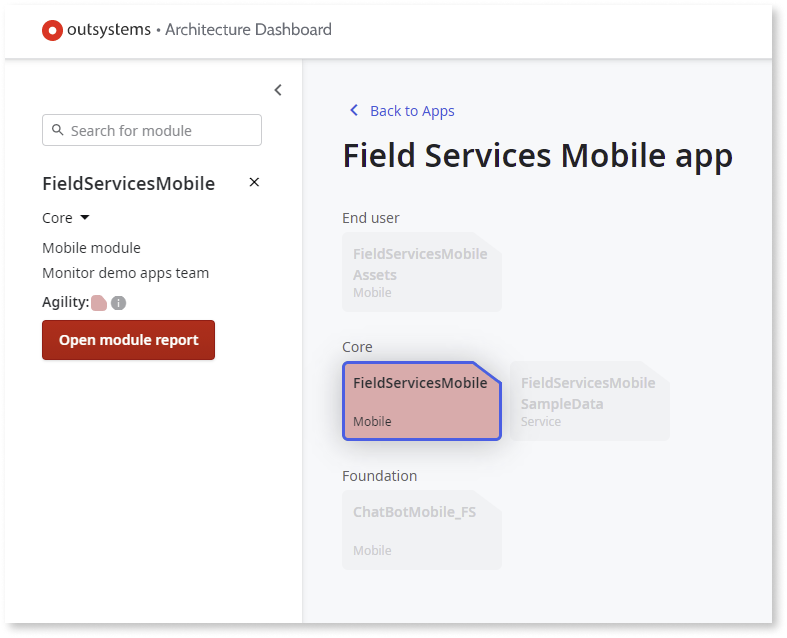 outsystems • Architecture Dashboard
Search for module
FieldServicesMobile
Core
Mobile module
Monitor demo apps team
Agility:
i
Open module report
Back to Apps
Field Services Mobile app
End user
FieldServicesMobile
Assets
Mobile
Core
FieldServicesMobile
Mobile
FieldServicesMobile
SampleData
Service
Foundation
ChatBotMobile_FS
Mobile